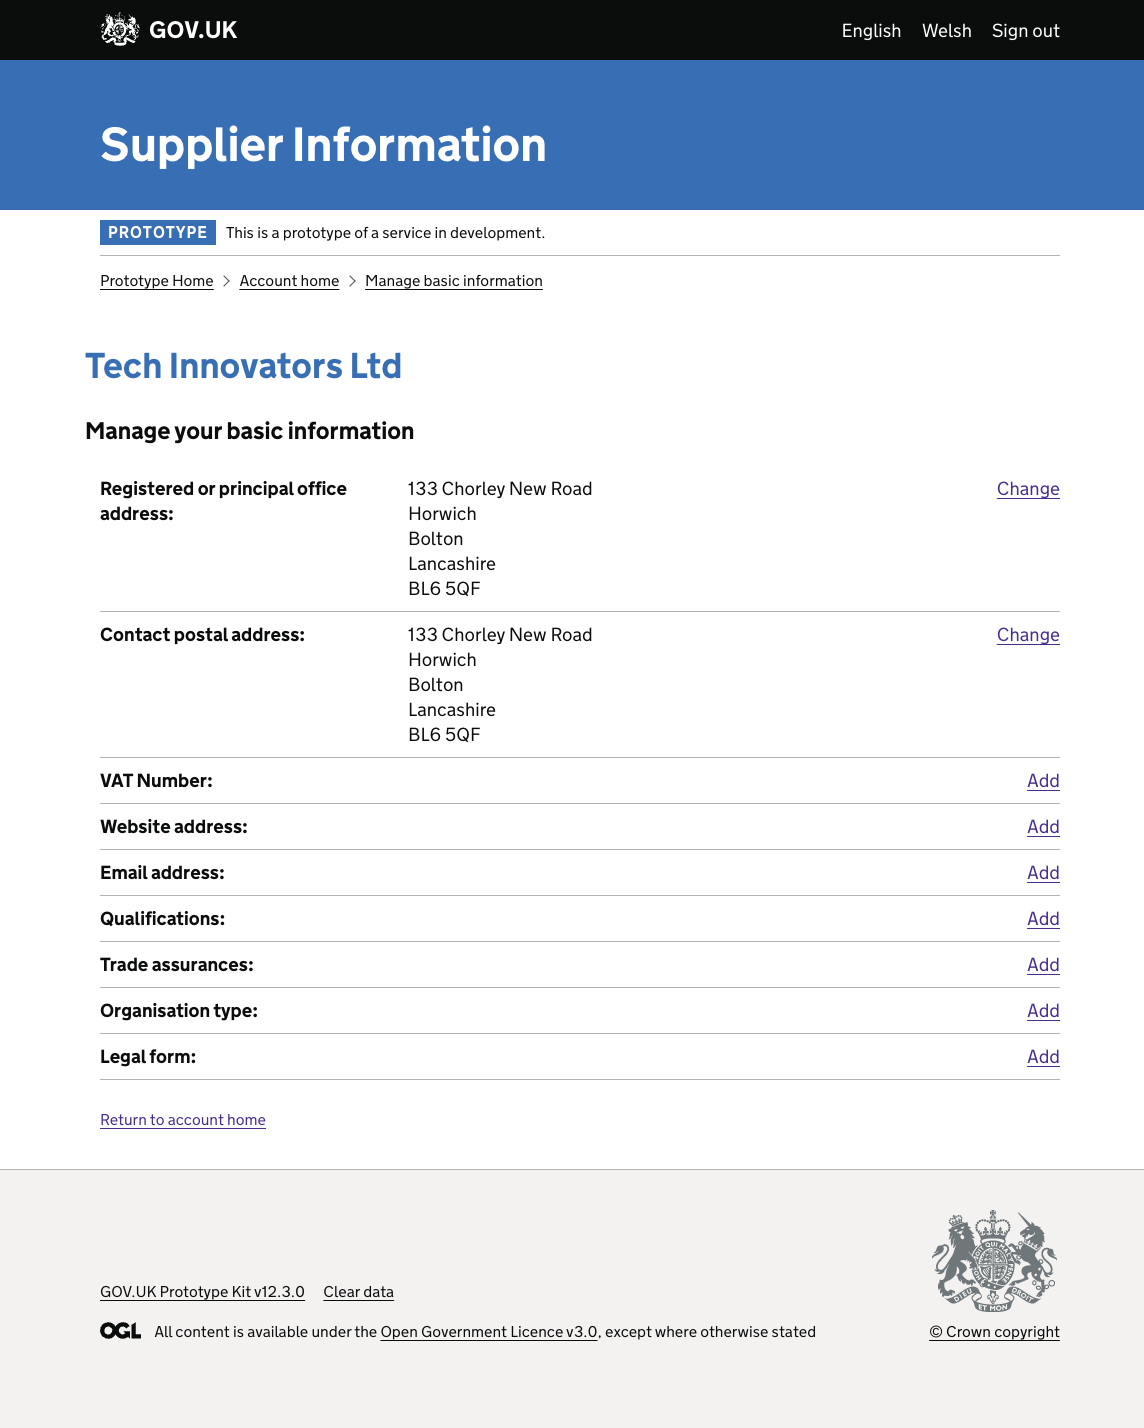 GOV.UK
English Welsh Sign out
Supplier Information
PROTOTYPE This is a prototype of a service in development.
Prototype Home Account home Manage basic information
Tech Innovators Ltd
Manage your basic information
Registered or principal office address:
133 Chorley New Road
Horwich
Bolton
Lancashire
BL6 5QF
Change
Contact postal address:
133 Chorley New Road
Horwich
Bolton
Lancashire
BL6 5QF
Change
VAT Number: Add
Website address: Add
Email address: Add
Qualifications: Add
Trade assurances: Add
Organisation type: Add
Legal form: Add
Return to account home
GOV.UK Prototype Kit v12.3.0 Clear data
OGL All content is available under the Open Government Licence v3.0, except where otherwise stated
© Crown copyright